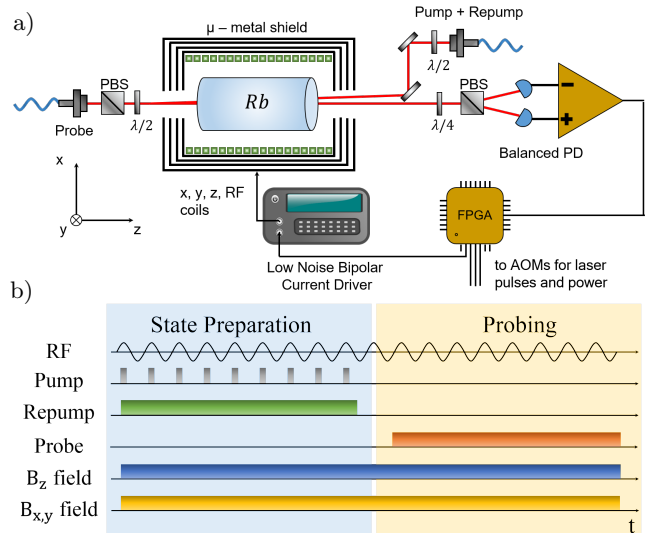 a)
μ – metal shield
Pump + Repump
PBS
Rb
λ/2
PBS
Probe
λ/2
λ/4
Balanced PD
x
y
z
x, y, z, RF
coils
FPGA
Low Noise Bipolar
Current Driver
to AOMs for laser
pulses and power
b)
State Preparation
Probing
RF
Pump
Repump
Probe
Bz field
Bx,y field
t